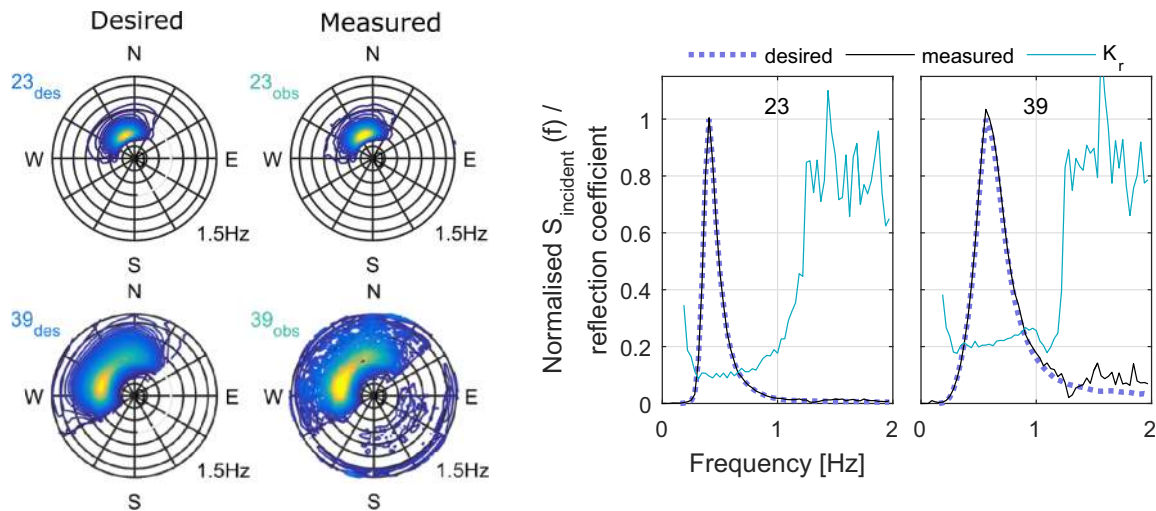 Desired
Measured
N
N
23des
23obs
W
E
W
E
1.5Hz
1.5Hz
S
S
N
N
39des
39obs
W
E
W
E
1.5Hz
1.5Hz
S
S
desired
measured
Kr
Normalised Sincident (f) /
reflection coefficient
23
39
1
0.8
0.6
0.4
0.2
0
0
1
2
0
1
2
Frequency [Hz]